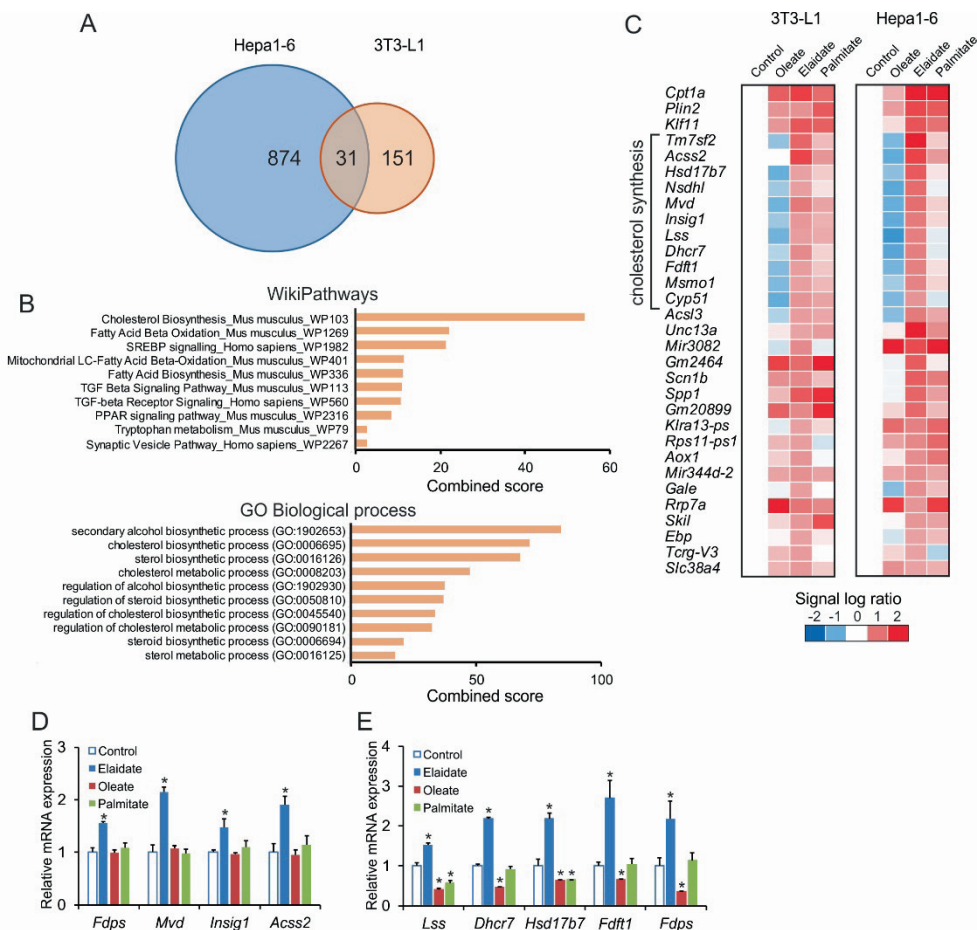 A
Hepa1-6
3T3-L1
874
31
151
B
WikiPathways
Cholesterol Biosynthesis_Mus musculus_WP103
Fatty Acid Beta Oxidation_Mus musculus_WP1269
SREBP signalling_Homo sapiens_WP1982
Mitochondrial LC-Fatty Acid Beta-Oxidation_Mus musculus_WP401
Fatty Acid Biosynthesis_Mus musculus_WP336
TGF Beta Signaling Pathway_Mus musculus_WP113
TGF-beta Receptor Signaling_Homo sapiens_WP560
PPAR signaling pathway_Mus musculus_WP2316
Tryptophan metabolism_Mus musculus_WP79
Synaptic Vesicle Pathway_Homo sapiens_WP2267
0 20 40 60
Combined score
GO Biological process
secondary alcohol biosynthetic process (GO:1902653)
cholesterol biosynthetic process (GO:0006695)
sterol biosynthetic process (GO:0016126)
cholesterol metabolic process (GO:0008203)
regulation of alcohol biosynthetic process (GO:1902930)
regulation of steroid biosynthetic process (GO:0050810)
regulation of cholesterol biosynthetic process (GO:0045540)
regulation of cholesterol metabolic process (GO:0090181)
steroid biosynthetic process (GO:0006694)
sterol metabolic process (GO:0016125)
0 50 100
Combined score
C
3T3-L1
Hepa1-6
Control Oleate Elaidate Palmitate
Control Oleate Elaidate Palmitate
cholesterol synthesis
Cpt1a
Plin2
Klf11
Tm7sf2
Acss2
Hsd17b7
Nsdhl
Mvd
Insig1
Lss
Dhcr7
Fdft1
Msmo1
Cyp51
Acsl3
Unc13a
Mir3082
Gm2464
Scn1b
Spp1
Gm20899
Klra13-ps
Rps11-ps1
Aox1
Mir344d-2
Gale
Rrp7a
Skil
Ebp
Tcrg-V3
Slc38a4
Signal log ratio
-2 -1 0 1 2
D
Relative mRNA expression
3
2
1
0
Control
Elaidate
Oleate
Palmitate
* * * *
Fdps Mvd Insig1 Acss2
E
Relative mRNA expression
4
3
2
1
0
Control
Elaidate
Oleate
Palmitate
* * * * * * * * * * * *
Lss Dhcr7 Hsd17b7 Fdft1 Fdps